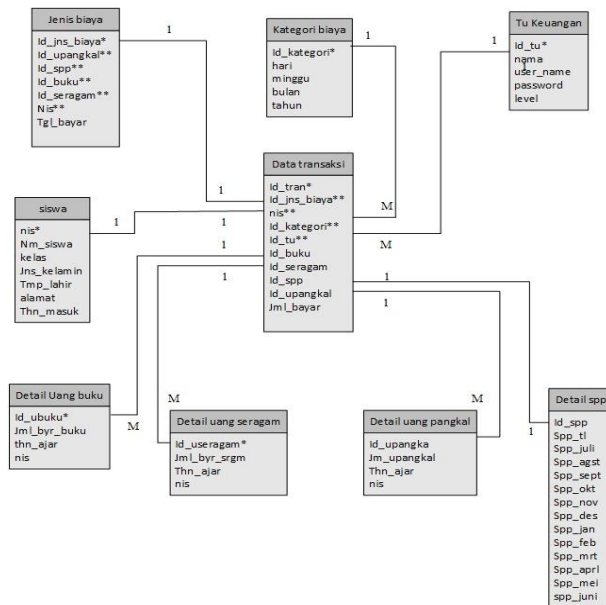 Jenis biaya
Id_jns_biaya*
Id_upangkal**
Id_spp**
Id_buku**
Id_seragam**
Nis**
Tgl_bayar
1
Kategori biaya
Id_kategori*
hari
minggu
bulan
tahun
1
Tu Keuangan
Id_tu*
nama
user_name
password
level
1
Data transaksi
Id_tran*
Id_jns_biaya**
nis**
Id_kategori**
Id_tu**
Id_buku
Id_seragam
Id_spp
Id_upangkal
Jml_bayar
1
1
1
1
M
M
1
1
siswa
nis*
Nm_siswa
kelas
Jns_kelamin
Tmp_lahir
alamat
Thn_masuk
1
Detail Uang buku
Id_ubuku*
Jml_byr_buku
thn_ajar
nis
M
Detail uang seragam
Id_useragam*
Jml_byr_srgm
Thn_ajar
nis
M
Detail uang pangkal
Id_upangka
Jm_upangkal
Thn_ajar
nis
M
Detail spp
Id_spp
Spp_tl
Spp_juli
Spp_agst
Spp_sept
Spp_okt
Spp_nov
Spp_des
Spp_jan
Spp_feb
Spp_mrt
Spp_aprl
Spp_mei
spp_juni
1